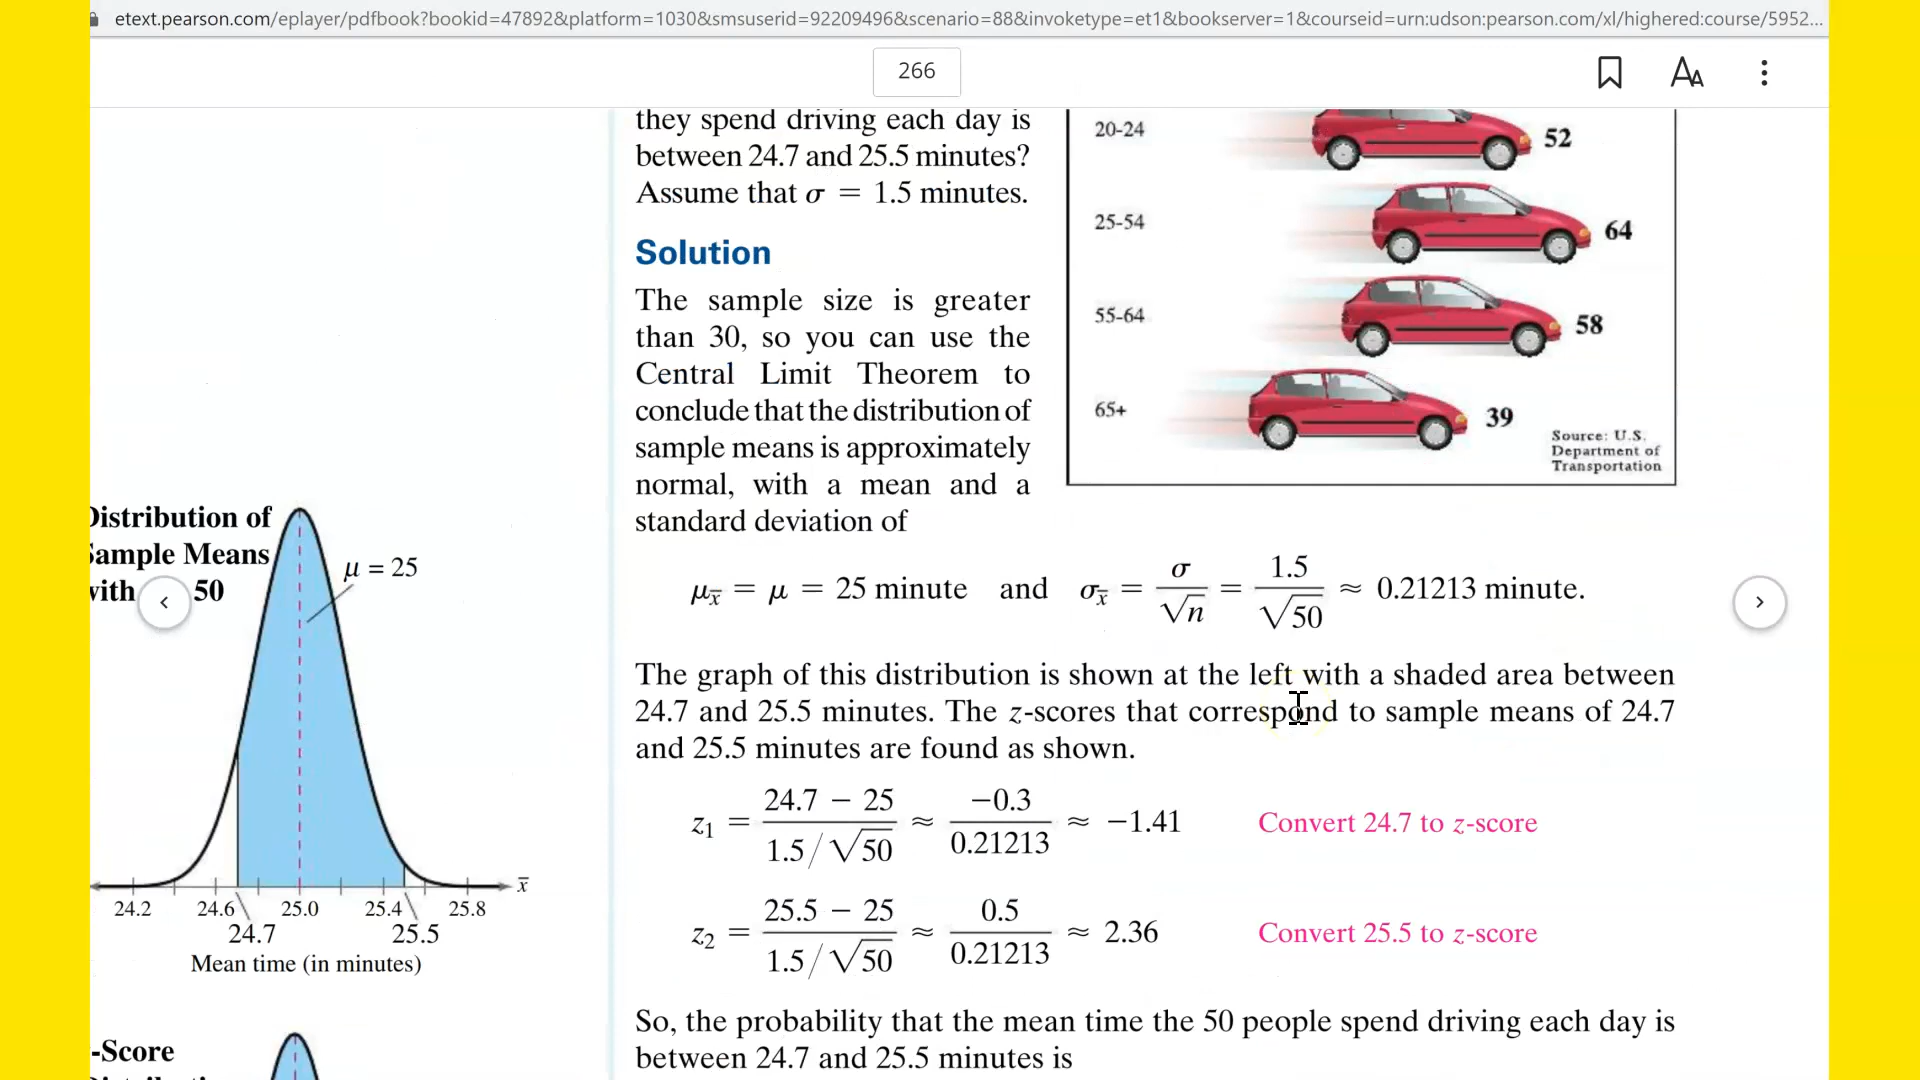 etext.pearson.com/eplayer/pdfbook?bookid=47892&platform=1030&smsuserid=92209496&scenario=88&invoketype=et1&bookserver=1&courseid=urn:udson:pearson.com/xl/highered:course/5952...
266
they spend driving each day is
between 24.7 and 25.5 minutes?
Assume that σ = 1.5 minutes.
Solution
The sample size is greater
than 30, so you can use the
Central Limit Theorem to
conclude that the distribution of
sample means is approximately
normal, with a mean and a
standard deviation of
20-24 52
25-54 64
55-64 58
65+ 39
Source: U.S.
Department of
Transportation
μx̅ = μ = 25 minute and σx̅ = σ/√n = 1.5/√50 ≈ 0.21213 minute.
The graph of this distribution is shown at the left with a shaded area between
24.7 and 25.5 minutes. The z-scores that correspond to sample means of 24.7
and 25.5 minutes are found as shown.
z₁ = (24.7 − 25)/(1.5/√50) ≈ −0.3/0.21213 ≈ −1.41 Convert 24.7 to z-score
z₂ = (25.5 − 25)/(1.5/√50) ≈ 0.5/0.21213 ≈ 2.36 Convert 25.5 to z-score
So, the probability that the mean time the 50 people spend driving each day is
between 24.7 and 25.5 minutes is
Distribution of
Sample Means
with 50
μ = 25
x̅
24.2 24.6 25.0 25.4 25.8
24.7 25.5
Mean time (in minutes)
-Score